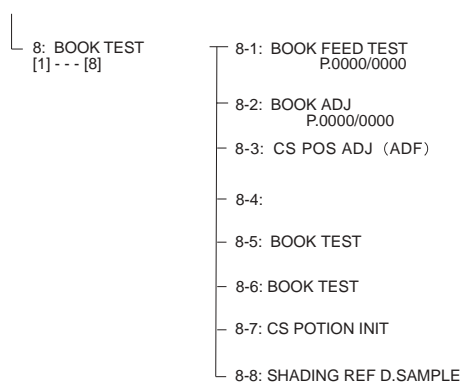 8: BOOK TEST
[1] - - - [8]
8-1: BOOK FEED TEST
P.0000/0000
8-2: BOOK ADJ
P.0000/0000
8-3: CS POS ADJ（ADF）
8-4:
8-5: BOOK TEST
8-6: BOOK TEST
8-7: CS POTION INIT
8-8: SHADING REF D.SAMPLE